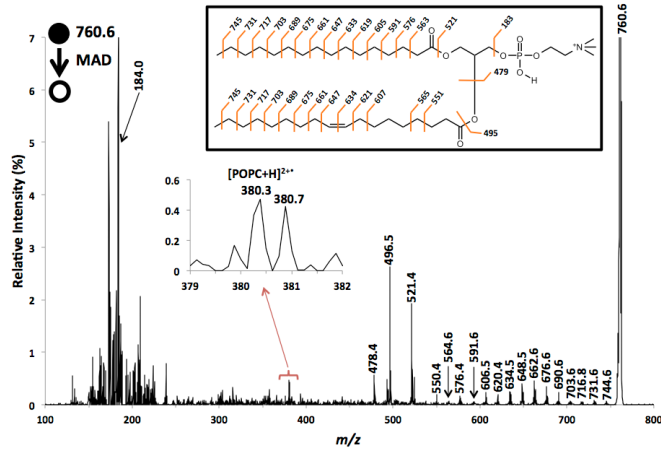 760.6
MAD
184.0
745 731 717 703 689 675 661 647 633 619 605 591 576 563 521 183
O
O
O
O
P
O
O
H
+N
479
745 731 717 703 689 675 661 647 634 621 607 565 551
O
O
495
760.6
[POPC+H]2+•
380.3
380.7
0.6
0.4
0.2
0
379 380 381 382
Relative Intensity (%)
7
6
5
4
3
2
1
0
478.4
496.5
521.4
550.4
564.6
576.4
591.6
606.5
620.4
634.5
648.5
662.6
676.6
690.6
703.6
716.8
731.6
744.6
100 200 300 400 500 600 700 800
m/z